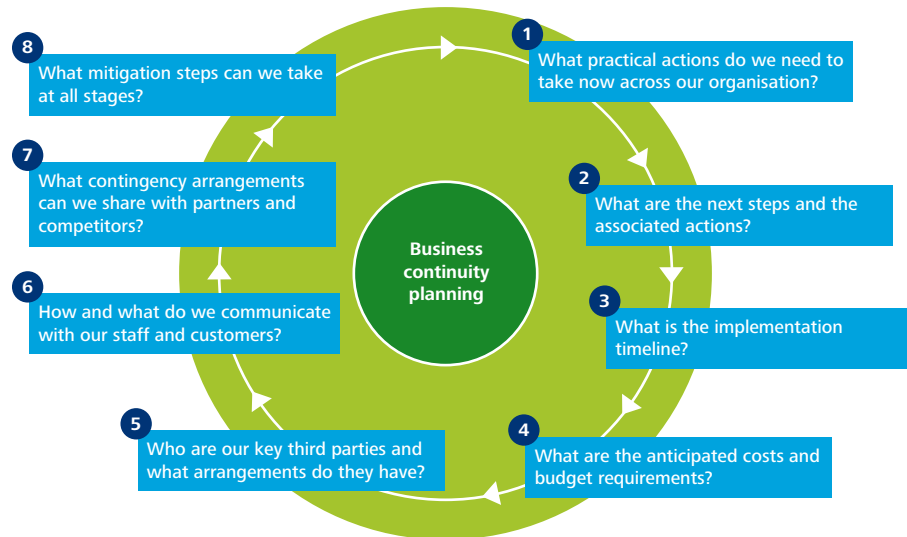 1
What practical actions do we need to
take now across our organisation?
2
What are the next steps and the
associated actions?
3
What is the implementation
timeline?
4
What are the anticipated costs and
budget requirements?
5
Who are our key third parties and
what arrangements do they have?
6
How and what do we communicate
with our staff and customers?
7
What contingency arrangements
can we share with partners and
competitors?
8
What mitigation steps can we take
at all stages?
Business
continuity
planning